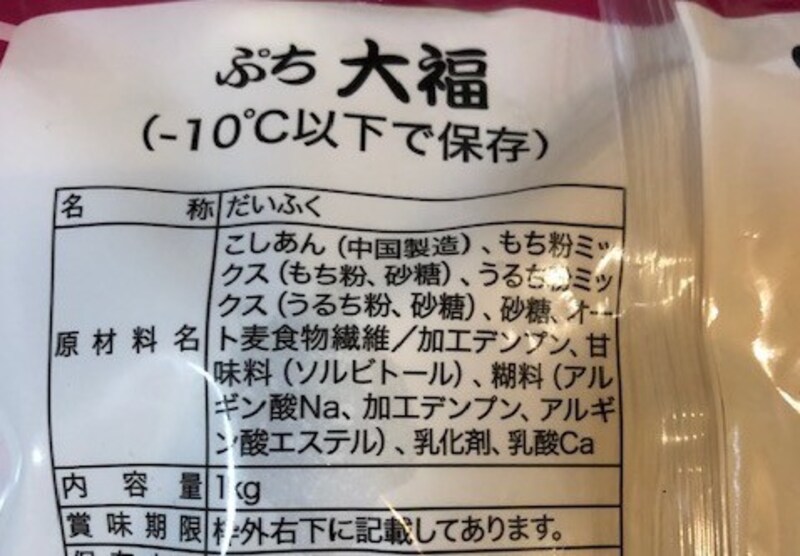 ぷち 大福
(-10℃以下で保存)
名称 だいふく
原材料名
こしあん(中国製造)、もち粉ミッ
クス(もち粉、砂糖)、うるち粉ミッ
クス(うるち粉、砂糖)、砂糖、オー
ト麦食物繊維/加工デンプン、甘
味料(ソルビトール)、糊料(アル
ギン酸Na、加工デンプン、アルギ
ン酸エステル)、乳化剤、乳酸Ca
内容量 1kg
賞味期限 枠外右下に記載してあります。